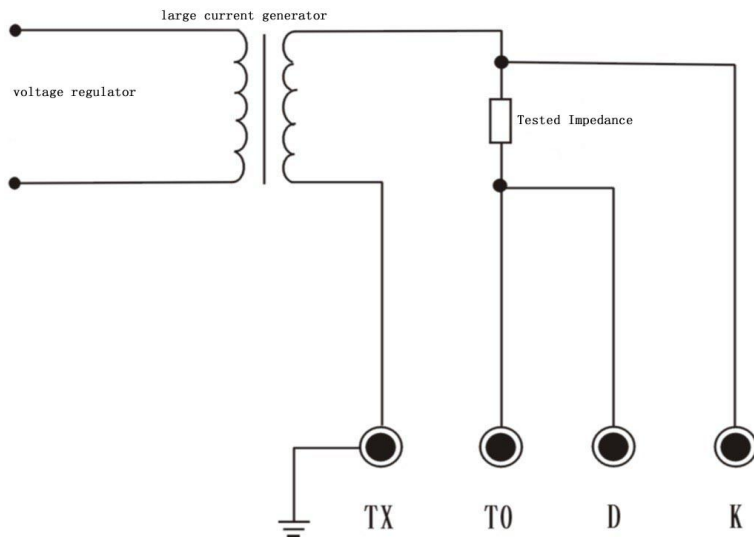 large current generator
voltage regulator
Tested Impedance
TX TO D K